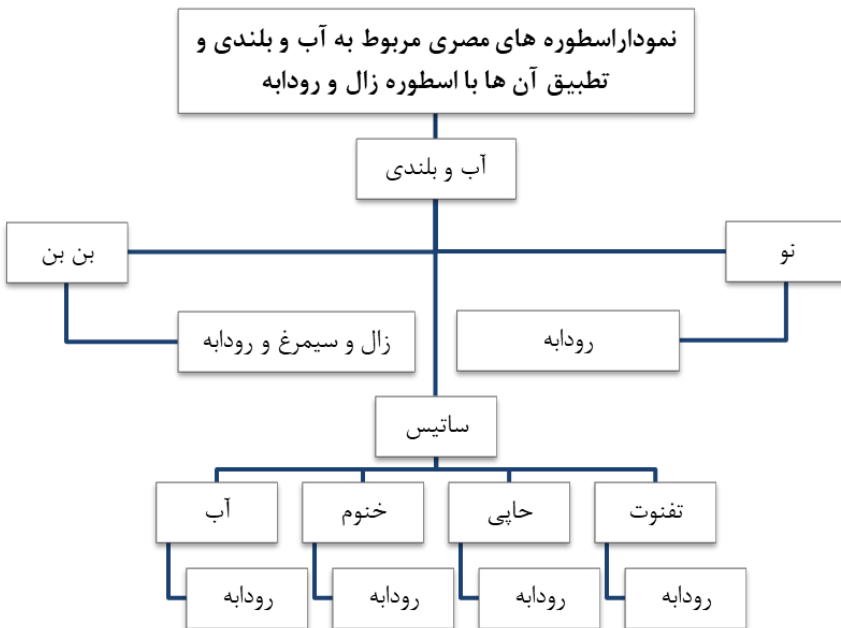 نموداراسطوره های مصری مربوط به آب و بلندی و
تطبیق آن ها با اسطوره زال و رودابه
آب و بلندی
نو
بن بن
رودابه
زال و سیمرغ و رودابه
ساتیس
تفنوت
حاپی
خنوم
آب
رودابه
رودابه
رودابه
رودابه